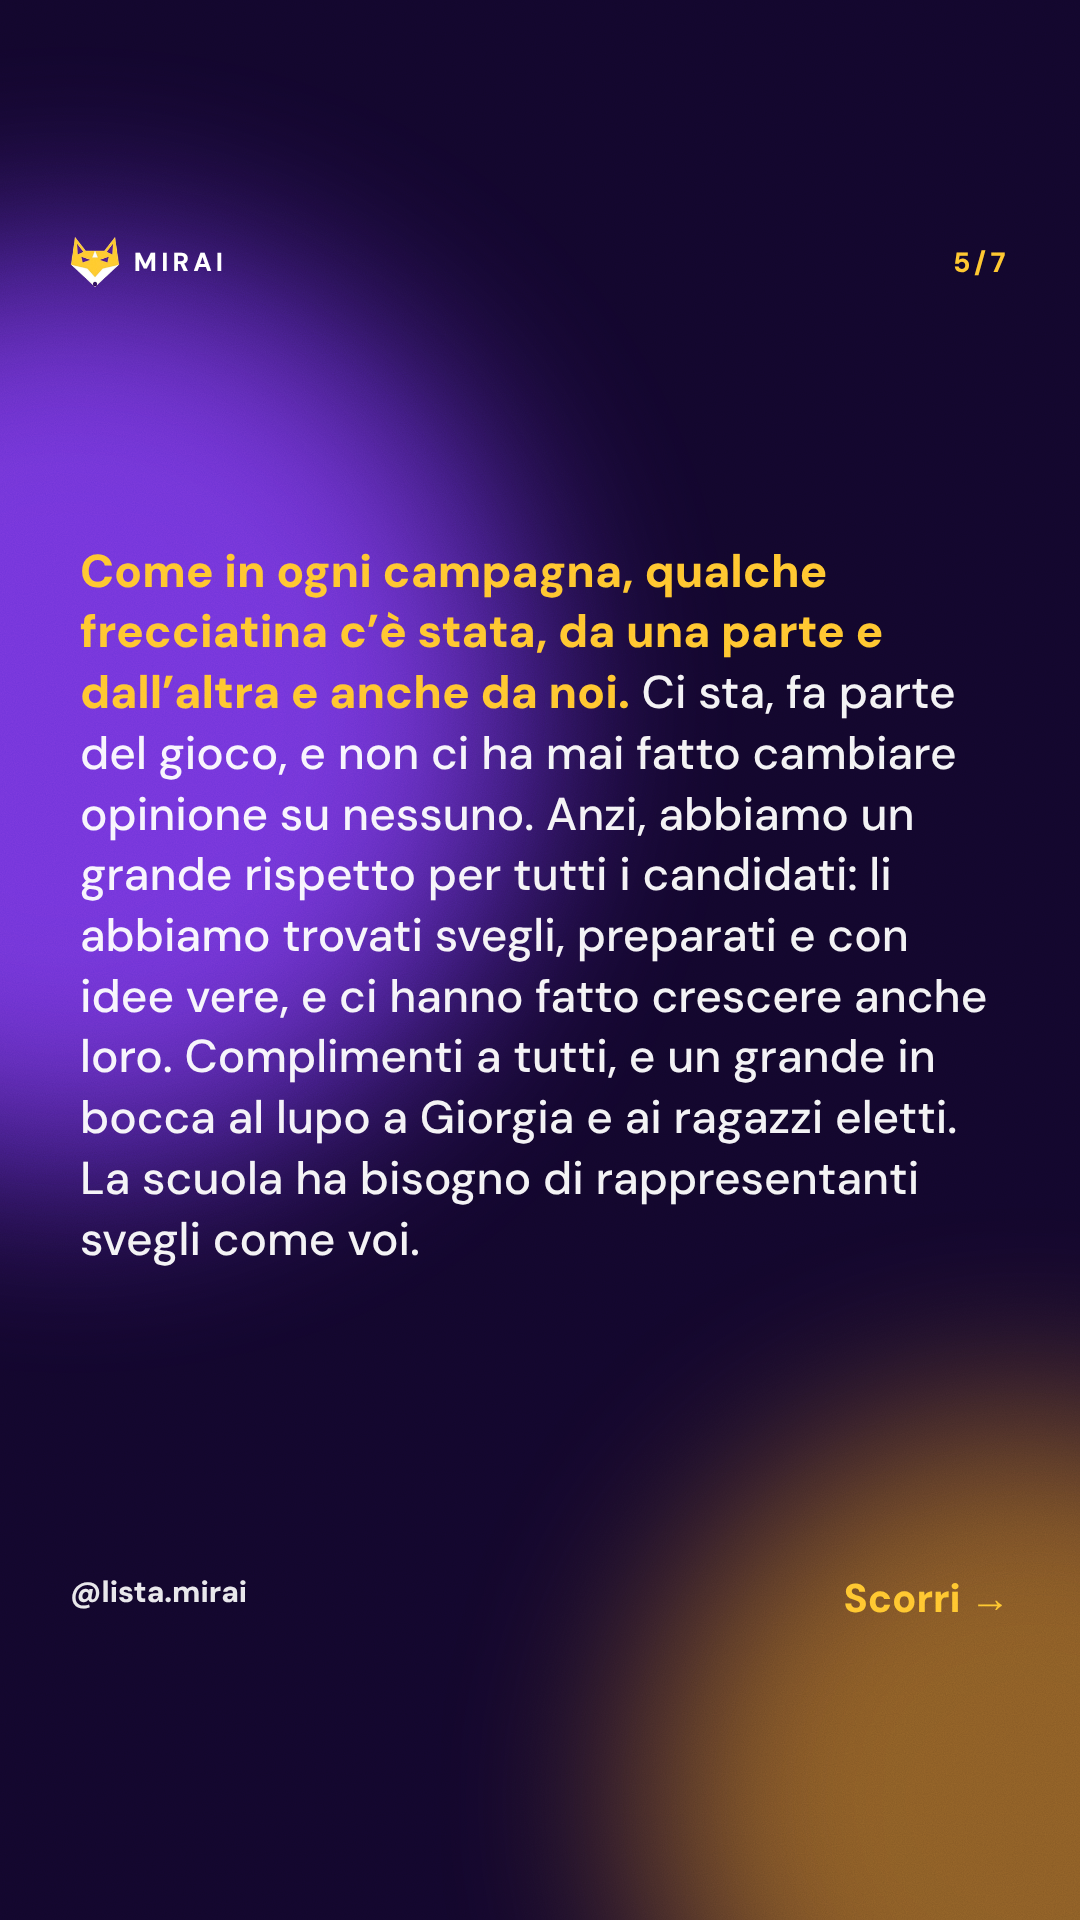 MIRAI
5/7
Come in ogni campagna, qualche
frecciatina c’è stata, da una parte e
dall’altra e anche da noi. Ci sta, fa parte
del gioco, e non ci ha mai fatto cambiare
opinione su nessuno. Anzi, abbiamo un
grande rispetto per tutti i candidati: li
abbiamo trovati svegli, preparati e con
idee vere, e ci hanno fatto crescere anche
loro. Complimenti a tutti, e un grande in
bocca al lupo a Giorgia e ai ragazzi eletti.
La scuola ha bisogno di rappresentanti
svegli come voi.
@lista.mirai
Scorri →